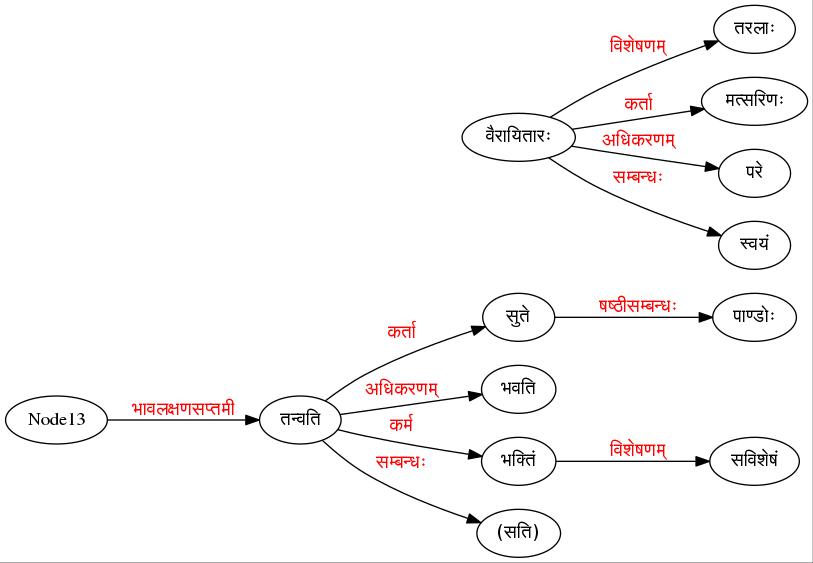 तरलाः
विशेषणम्
मत्सरिणः
कर्ता
वैरायितारः
अधिकरणम्
परे
सम्बन्धः
स्वयं
सुते
षष्ठीसम्बन्धः
पाण्डोः
कर्ता
भवति
अधिकरणम्
Node13
भावलक्षणसप्तमी
तन्वति
कर्म
भक्तिं
विशेषणम्
सविशेषं
सम्बन्धः
(सति)